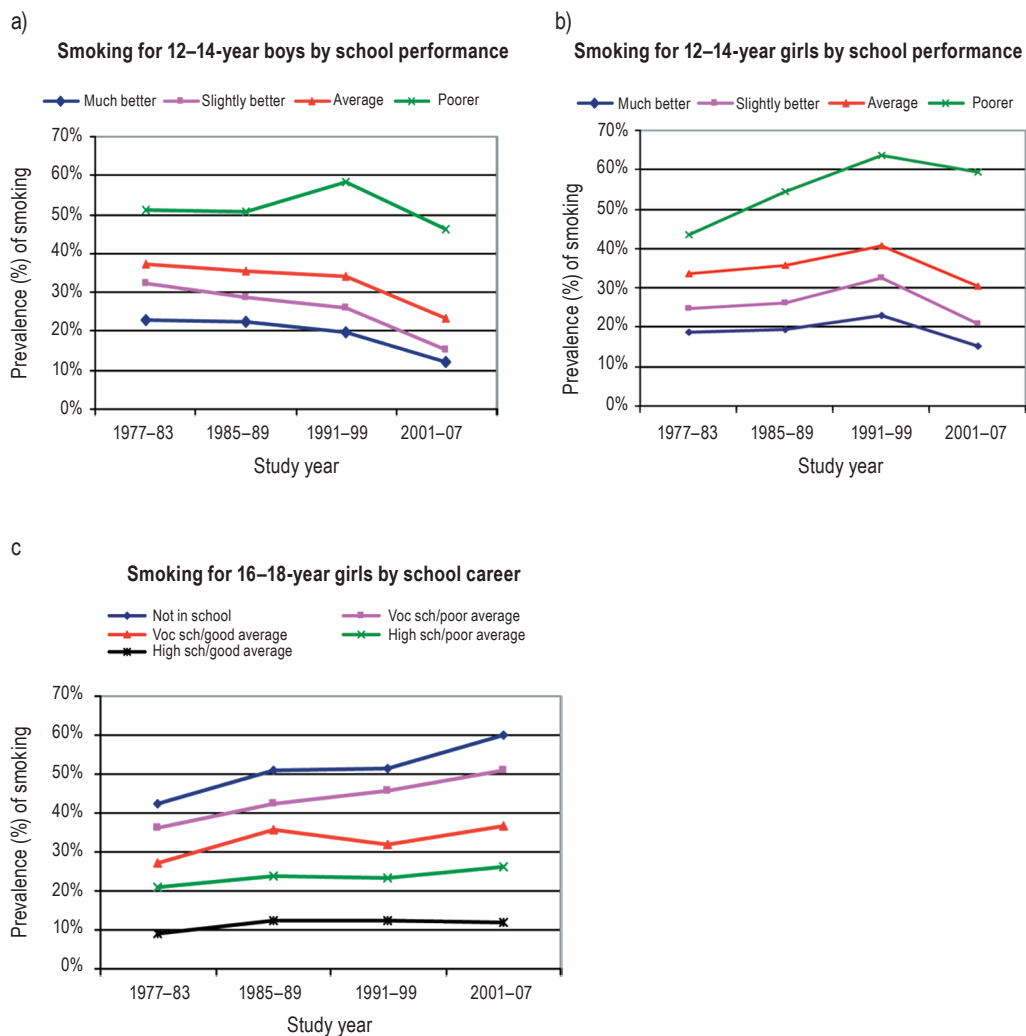 a)
Smoking for 12–14-year boys by school performance
Much better Slightly better Average Poorer
Prevalence (%) of smoking
70%
60%
50%
40%
30%
20%
10%
0%
1977–83 1985–89 1991–99 2001–07
Study year
b)
Smoking for 12–14-year girls by school performance
Much better Slightly better Average Poorer
Prevalence (%) of smoking
70%
60%
50%
40%
30%
20%
10%
0%
1977–83 1985–89 1991–99 2001–07
Study year
c
Smoking for 16–18-year girls by school career
Not in school Voc sch/poor average
Voc sch/good average High sch/poor average
High sch/good average
Prevalence (%) of smoking
70%
60%
50%
40%
30%
20%
10%
0%
1977–83 1985–89 1991–99 2001–07
Study year